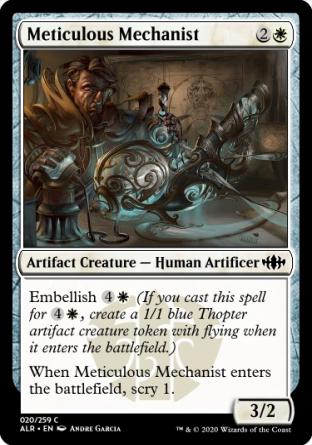 Meticulous Mechanist 2
Artifact Creature — Human Artificer
Embellish 4 (If you cast this spell
for 4, create a 1/1 blue Thopter
artifact creature token with flying when
it enters the battlefield.)
When Meticulous Mechanist enters
the battlefield, scry 1.
3/2
020/259 C
ALR • EN ANDRE GARCIA
™ & © 2020 Wizards of the Coast